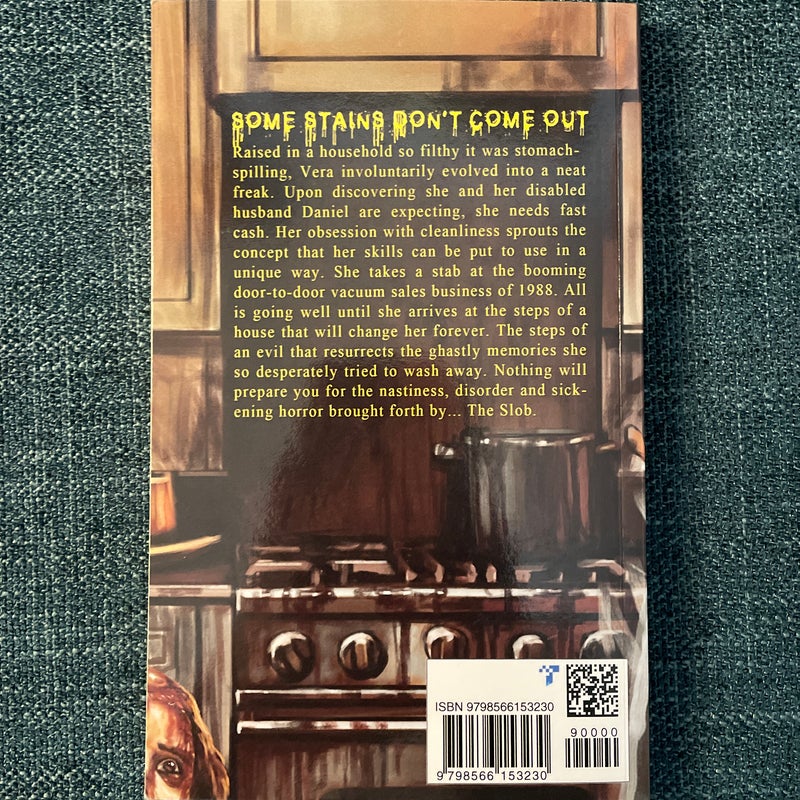 SOME STAINS DON'T COME OUT
Raised in a household so filthy it was stomach-
spilling, Vera involuntarily evolved into a neat
freak. Upon discovering she and her disabled
husband Daniel are expecting, she needs fast
cash. Her obsession with cleanliness sprouts the
concept that her skills can be put to use in a
unique way. She takes a stab at the booming
door-to-door vacuum sales business of 1988. All
is going well until she arrives at the steps of a
house that will change her forever. The steps of
an evil that resurrects the ghastly memories she
so desperately tried to wash away. Nothing will
prepare you for the nastiness, disorder and sick-
ening horror brought forth by... The Slob.
ISBN 9798566153230
90000
9 798566 153230